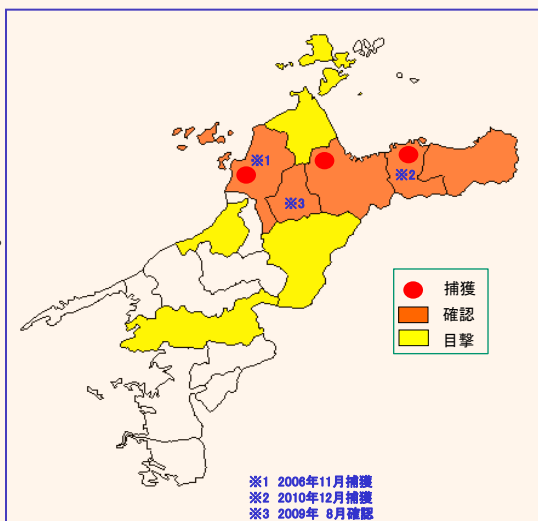 ※1
※2
※3
捕獲
確認
目撃
※1 2006年11月捕獲
※2 2010年12月捕獲
※3 2009年 8月確認